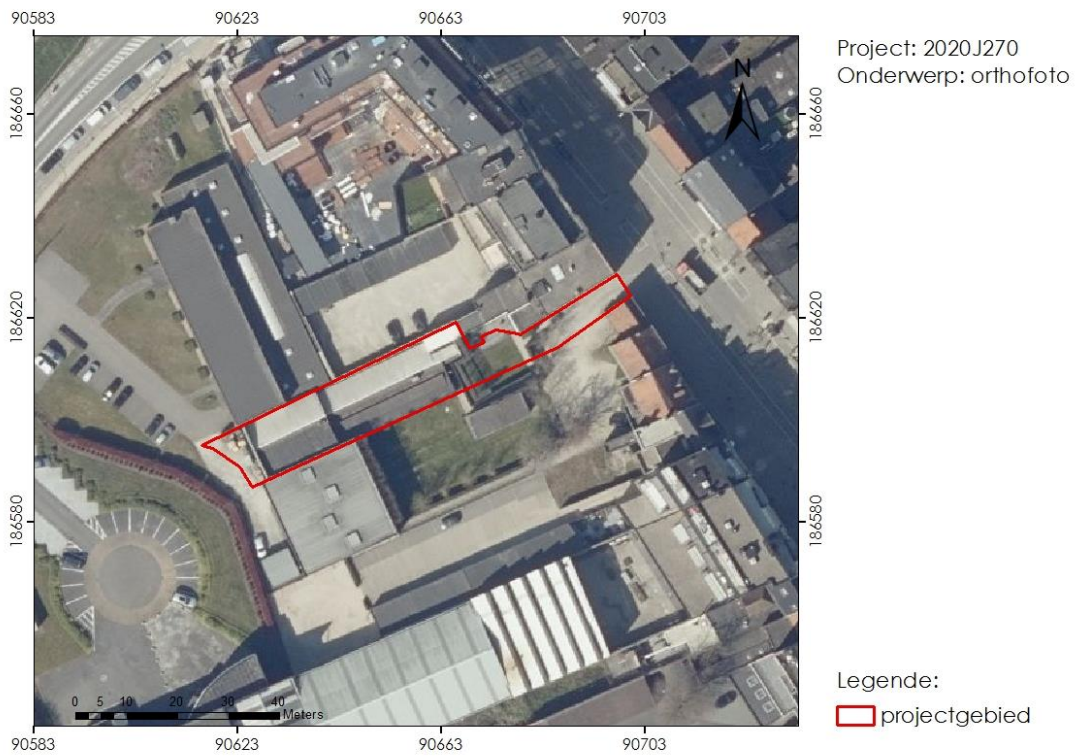 90583 90623 90663 90703
Project: 2020J270
Onderwerp: orthofoto
N
186660 186660
186620 186620
186580 186580
0 5 10 20 30 40
Meters
90583 90623 90663 90703
Legende:
projectgebied